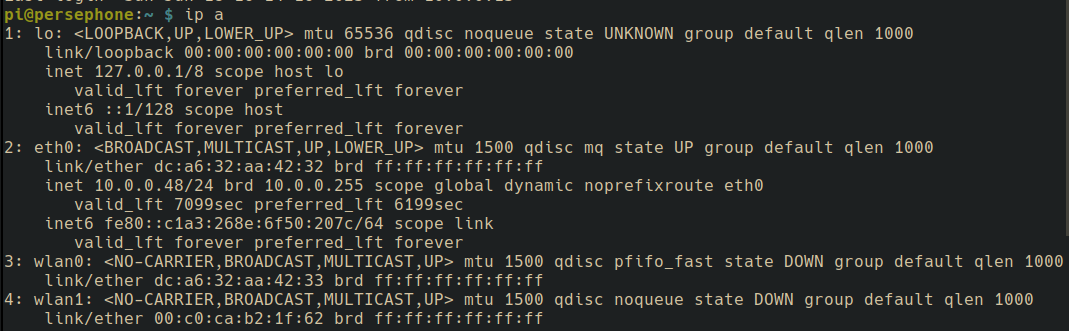 pi@persephone:~ $ ip a
1: lo: <LOOPBACK,UP,LOWER_UP> mtu 65536 qdisc noqueue state UNKNOWN group default qlen 1000
    link/loopback 00:00:00:00:00:00 brd 00:00:00:00:00:00
    inet 127.0.0.1/8 scope host lo
       valid_lft forever preferred_lft forever
    inet6 ::1/128 scope host
       valid_lft forever preferred_lft forever
2: eth0: <BROADCAST,MULTICAST,UP,LOWER_UP> mtu 1500 qdisc mq state UP group default qlen 1000
    link/ether dc:a6:32:aa:42:32 brd ff:ff:ff:ff:ff:ff
    inet 10.0.0.48/24 brd 10.0.0.255 scope global dynamic noprefixroute eth0
       valid_lft 7099sec preferred_lft 6199sec
    inet6 fe80::c1a3:268e:6f50:207c/64 scope link
       valid_lft forever preferred_lft forever
3: wlan0: <NO-CARRIER,BROADCAST,MULTICAST,UP> mtu 1500 qdisc pfifo_fast state DOWN group default qlen 1000
    link/ether dc:a6:32:aa:42:33 brd ff:ff:ff:ff:ff:ff
4: wlan1: <NO-CARRIER,BROADCAST,MULTICAST,UP> mtu 1500 qdisc noqueue state DOWN group default qlen 1000
    link/ether 00:c0:ca:b2:1f:62 brd ff:ff:ff:ff:ff:ff